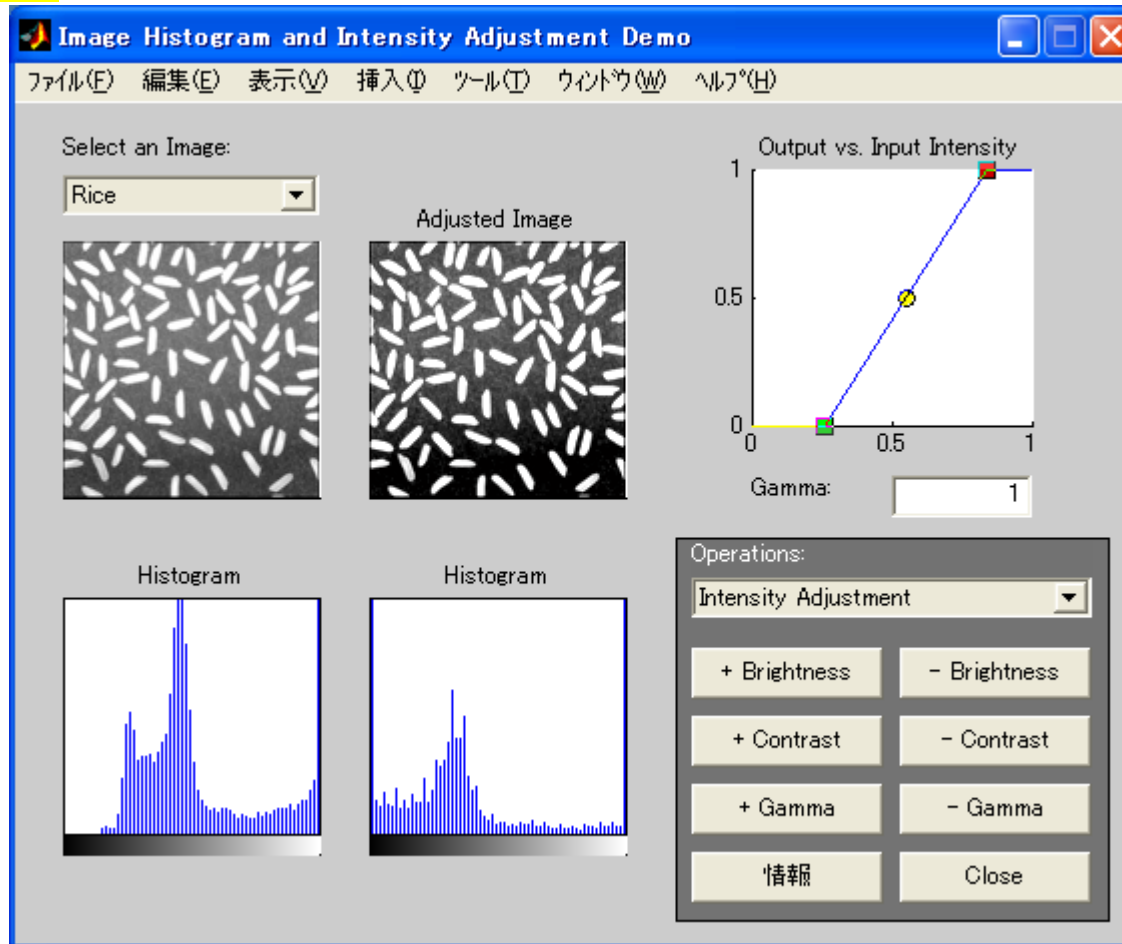 Image Histogram and Intensity Adjustment Demo
ファイル(F) 編集(E) 表示(V) 挿入(I) ツール(T) ウィンドウ(W) ヘルプ(H)
Select an Image:
Rice
Adjusted Image
Output vs. Input Intensity
1
0.5
0
0 0.5 1
Gamma: 1
Histogram
Histogram
Operations:
Intensity Adjustment
+ Brightness - Brightness
+ Contrast - Contrast
+ Gamma - Gamma
情報 Close